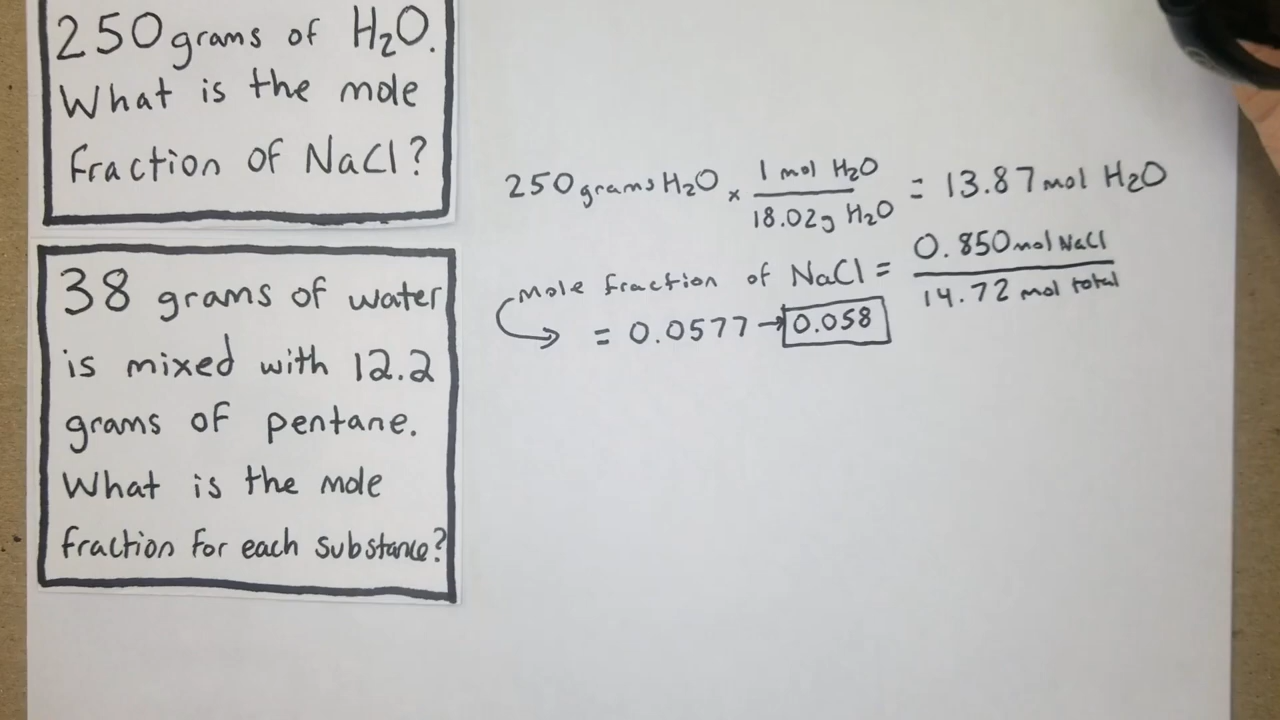 250 grams of H₂O.
What is the mole
fraction of NaCl?
38 grams of water
is mixed with 12.2
grams of pentane.
What is the mole
fraction for each substance?
250 grams H₂O × 1 mol H₂O / 18.02g H₂O = 13.87 mol H₂O
mole fraction of NaCl = 0.850 mol NaCl / 14.72 mol total
= 0.0577 → 0.058